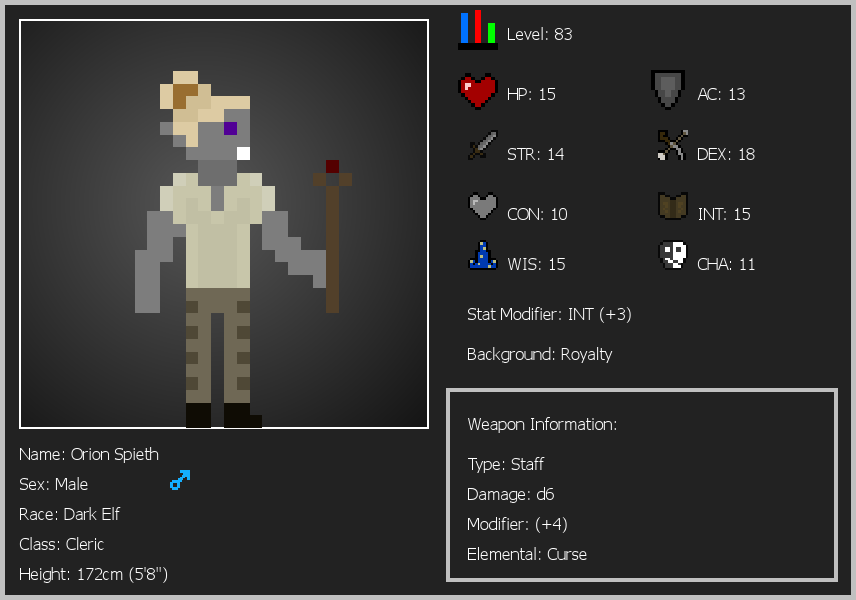 Level: 83
HP: 15
AC: 13
STR: 14
DEX: 18
CON: 10
INT: 15
WIS: 15
CHA: 11
Stat Modifier: INT (+3)
Background: Royalty
Weapon Information:
Type: Staff
Damage: d6
Modifier: (+4)
Elemental: Curse
Name: Orion Spieth
Sex: Male
Race: Dark Elf
Class: Cleric
Height: 172cm (5'8")